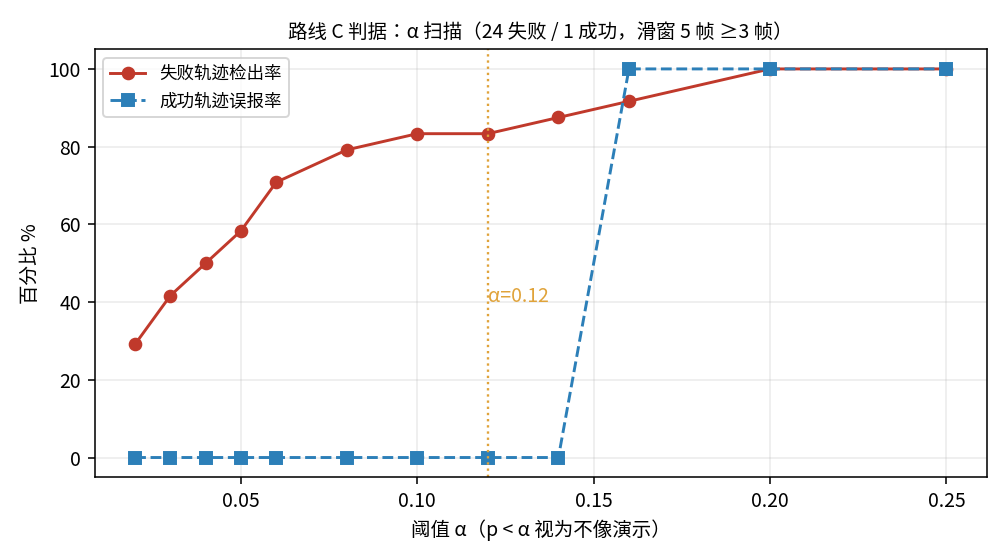 路线 C 判据：α 扫描（24 失败 / 1 成功，滑窗 5 帧 ≥3 帧）
失败轨迹检出率
成功轨迹误报率
100
80
60
40
20
0
百分比 %
α=0.12
0.05
0.10
0.15
0.20
0.25
阈值 α（p < α 视为不像演示）